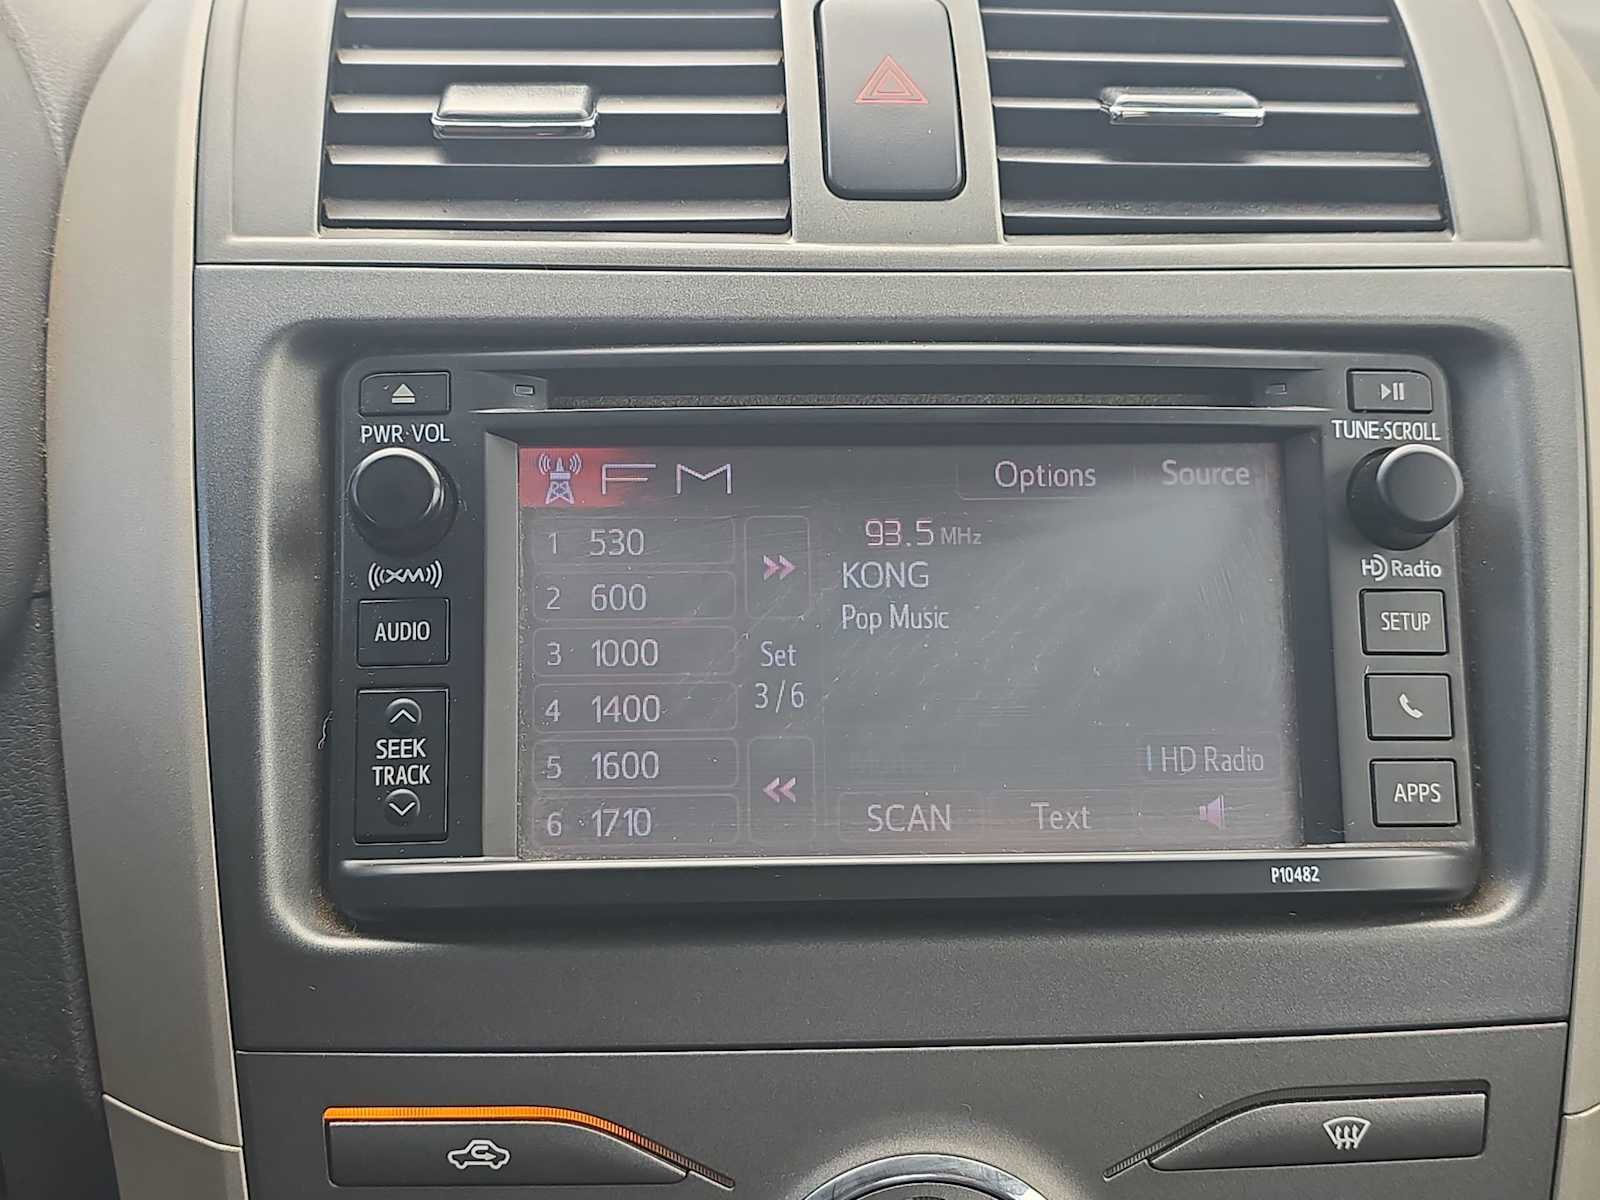 PWR·VOL
TUNE·SCROLL
FM
Options
Source
1 530
2 600
3 1000
4 1400
5 1600
6 1710
Set
3/6
93.5 MHz
KONG
Pop Music
HD Radio
SCAN
Text
XM
AUDIO
SEEK
TRACK
HD Radio
SETUP
APPS
P10482